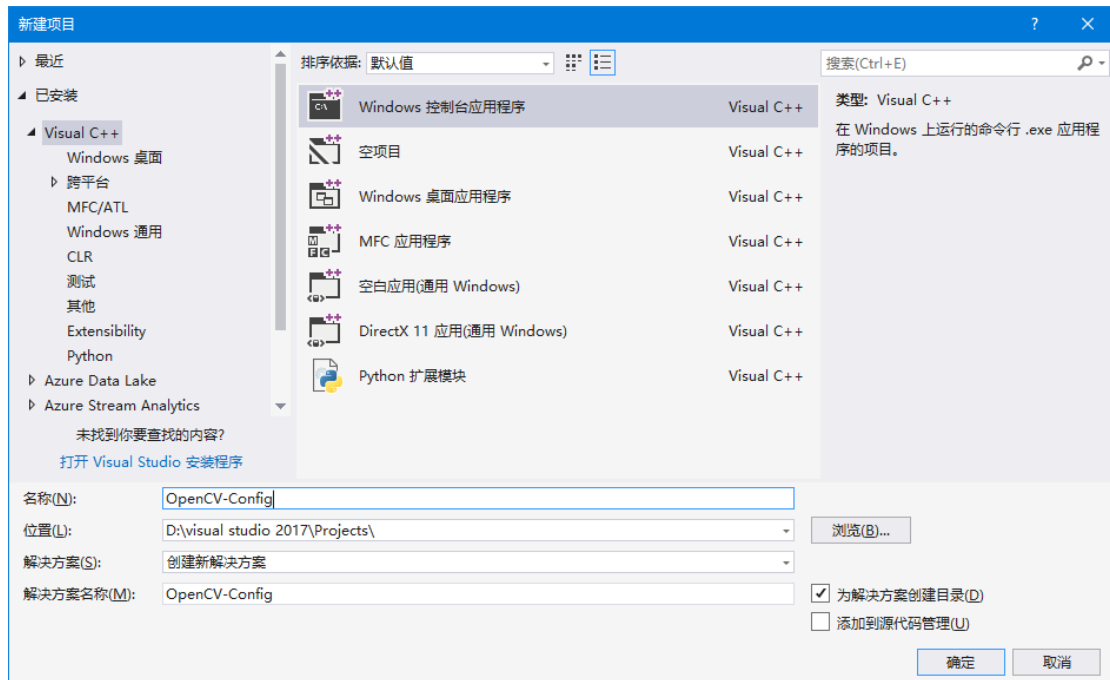 新建项目
?
最近
已安装
Visual C++
Windows 桌面
跨平台
MFC/ATL
Windows 通用
CLR
测试
其他
Extensibility
Python
Azure Data Lake
Azure Stream Analytics
未找到你要查找的内容?
打开 Visual Studio 安装程序
排序依据: 默认值
Windows 控制台应用程序 Visual C++
空项目 Visual C++
Windows 桌面应用程序 Visual C++
MFC 应用程序 Visual C++
空白应用(通用 Windows) Visual C++
DirectX 11 应用(通用 Windows) Visual C++
Python 扩展模块 Visual C++
搜索(Ctrl+E)
类型: Visual C++
在 Windows 上运行的命令行 .exe 应用程
序的项目。
名称(N): OpenCV-Config
位置(L): D:\visual studio 2017\Projects\ 浏览(B)...
解决方案(S): 创建新解决方案
解决方案名称(M): OpenCV-Config
为解决方案创建目录(D)
添加到源代码管理(U)
确定 取消